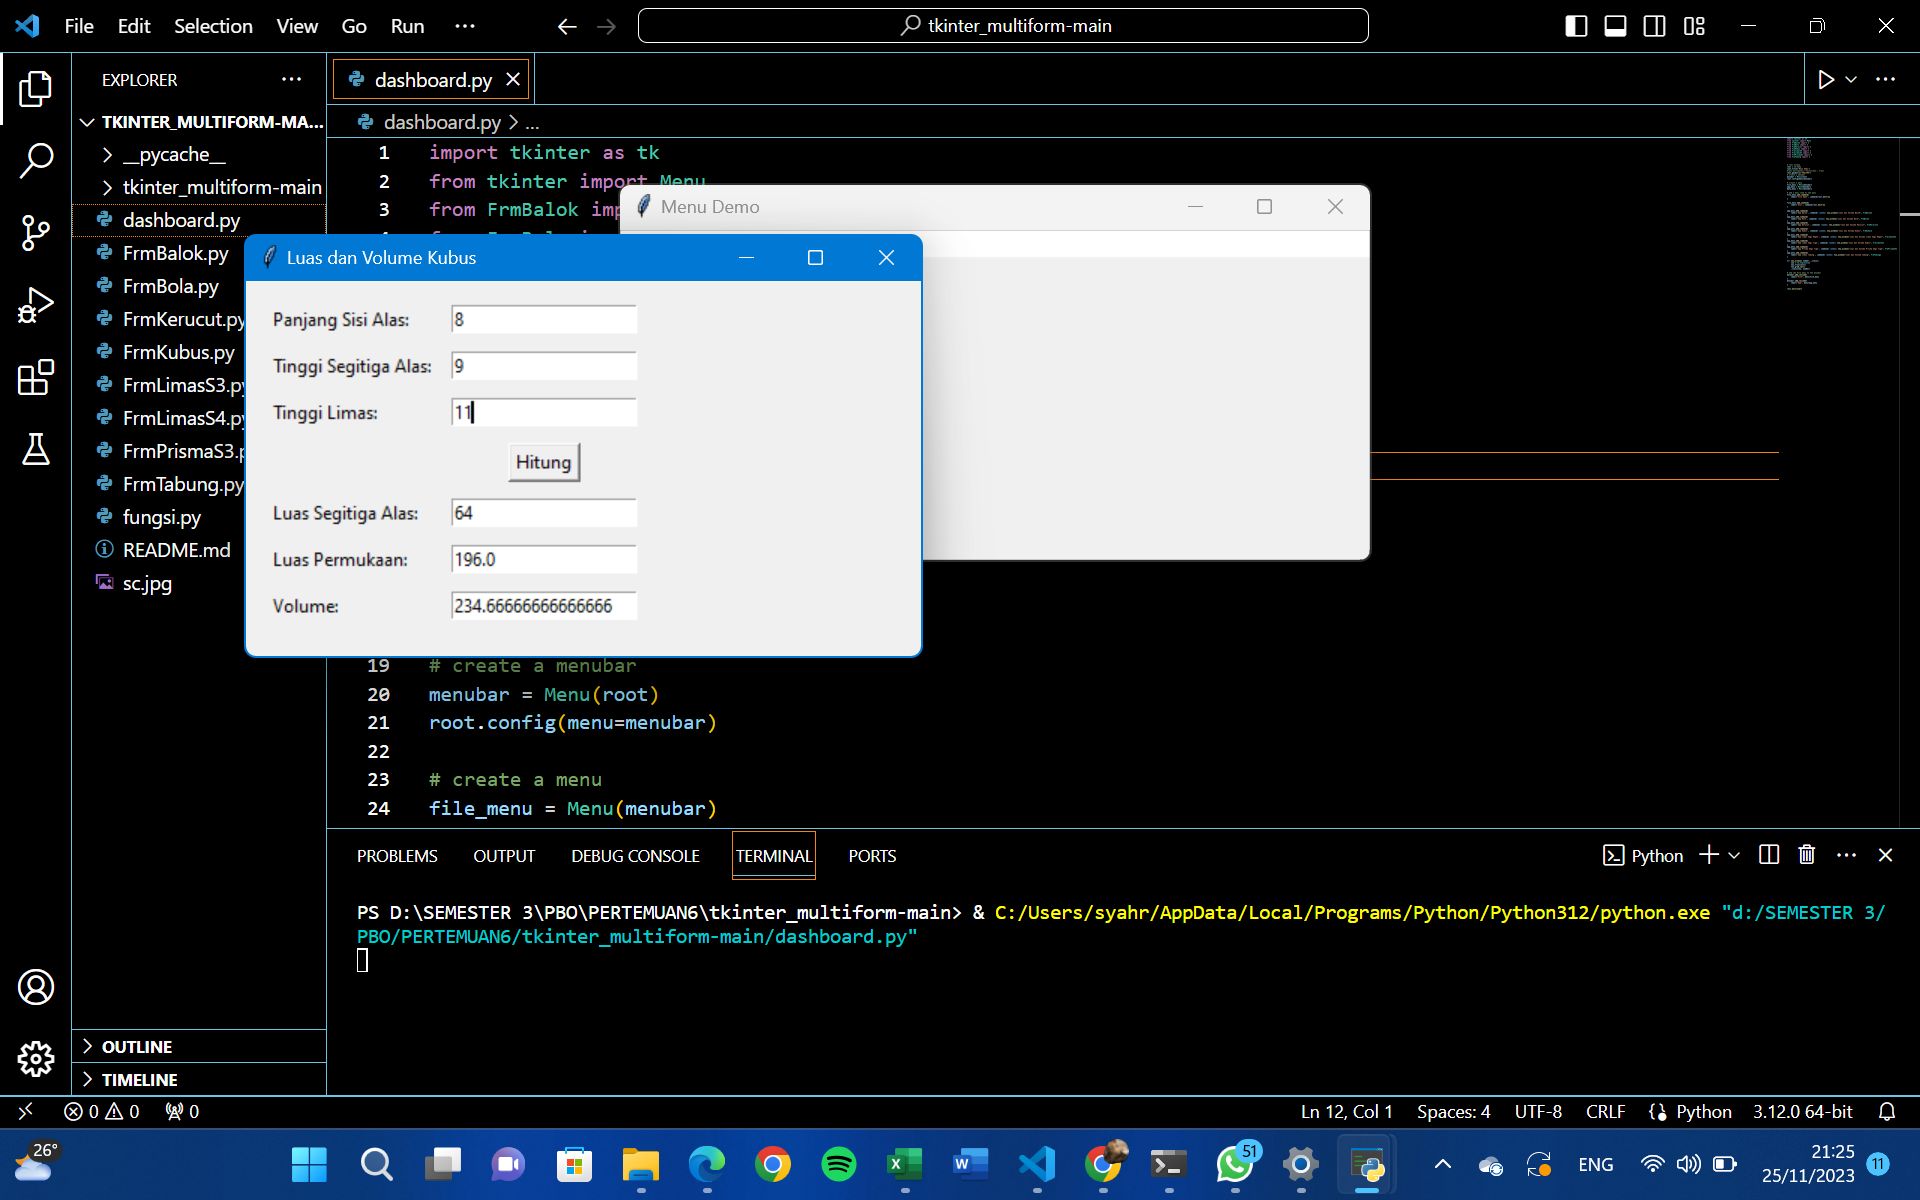 File Edit Selection View Go Run ...
tkinter_multiform-main
EXPLORER
dashboard.py
TKINTER_MULTIFORM-MA...
__pycache__
tkinter_multiform-main
dashboard.py
FrmBalok.py
FrmBola.py
FrmKerucut.py
FrmKubus.py
FrmLimasS3.py
FrmLimasS4.py
FrmPrismaS3.p
FrmTabung.py
fungsi.py
README.md
sc.jpg
OUTLINE
TIMELINE
dashboard.py > ...
1 import tkinter as tk
2 from tkinter import Menu
3 from FrmBalok imp
Menu Demo
Luas dan Volume Kubus
Panjang Sisi Alas: 8
Tinggi Segitiga Alas: 9
Tinggi Limas: 11
Hitung
Luas Segitiga Alas: 64
Luas Permukaan: 196.0
Volume: 234.66666666666666
19 # create a menubar
20 menubar = Menu(root)
21 root.config(menu=menubar)
22
23 # create a menu
24 file_menu = Menu(menubar)
PROBLEMS OUTPUT DEBUG CONSOLE TERMINAL PORTS
Python
PS D:\SEMESTER 3\PBO\PERTEMUAN6\tkinter_multiform-main> & C:/Users/syahr/AppData/Local/Programs/Python/Python312/python.exe "d:/SEMESTER 3/
PBO/PERTEMUAN6/tkinter_multiform-main/dashboard.py"
0 0 0
Ln 12, Col 1 Spaces: 4 UTF-8 CRLF Python 3.12.0 64-bit
26°
51
ENG
21:25
25/11/2023
11